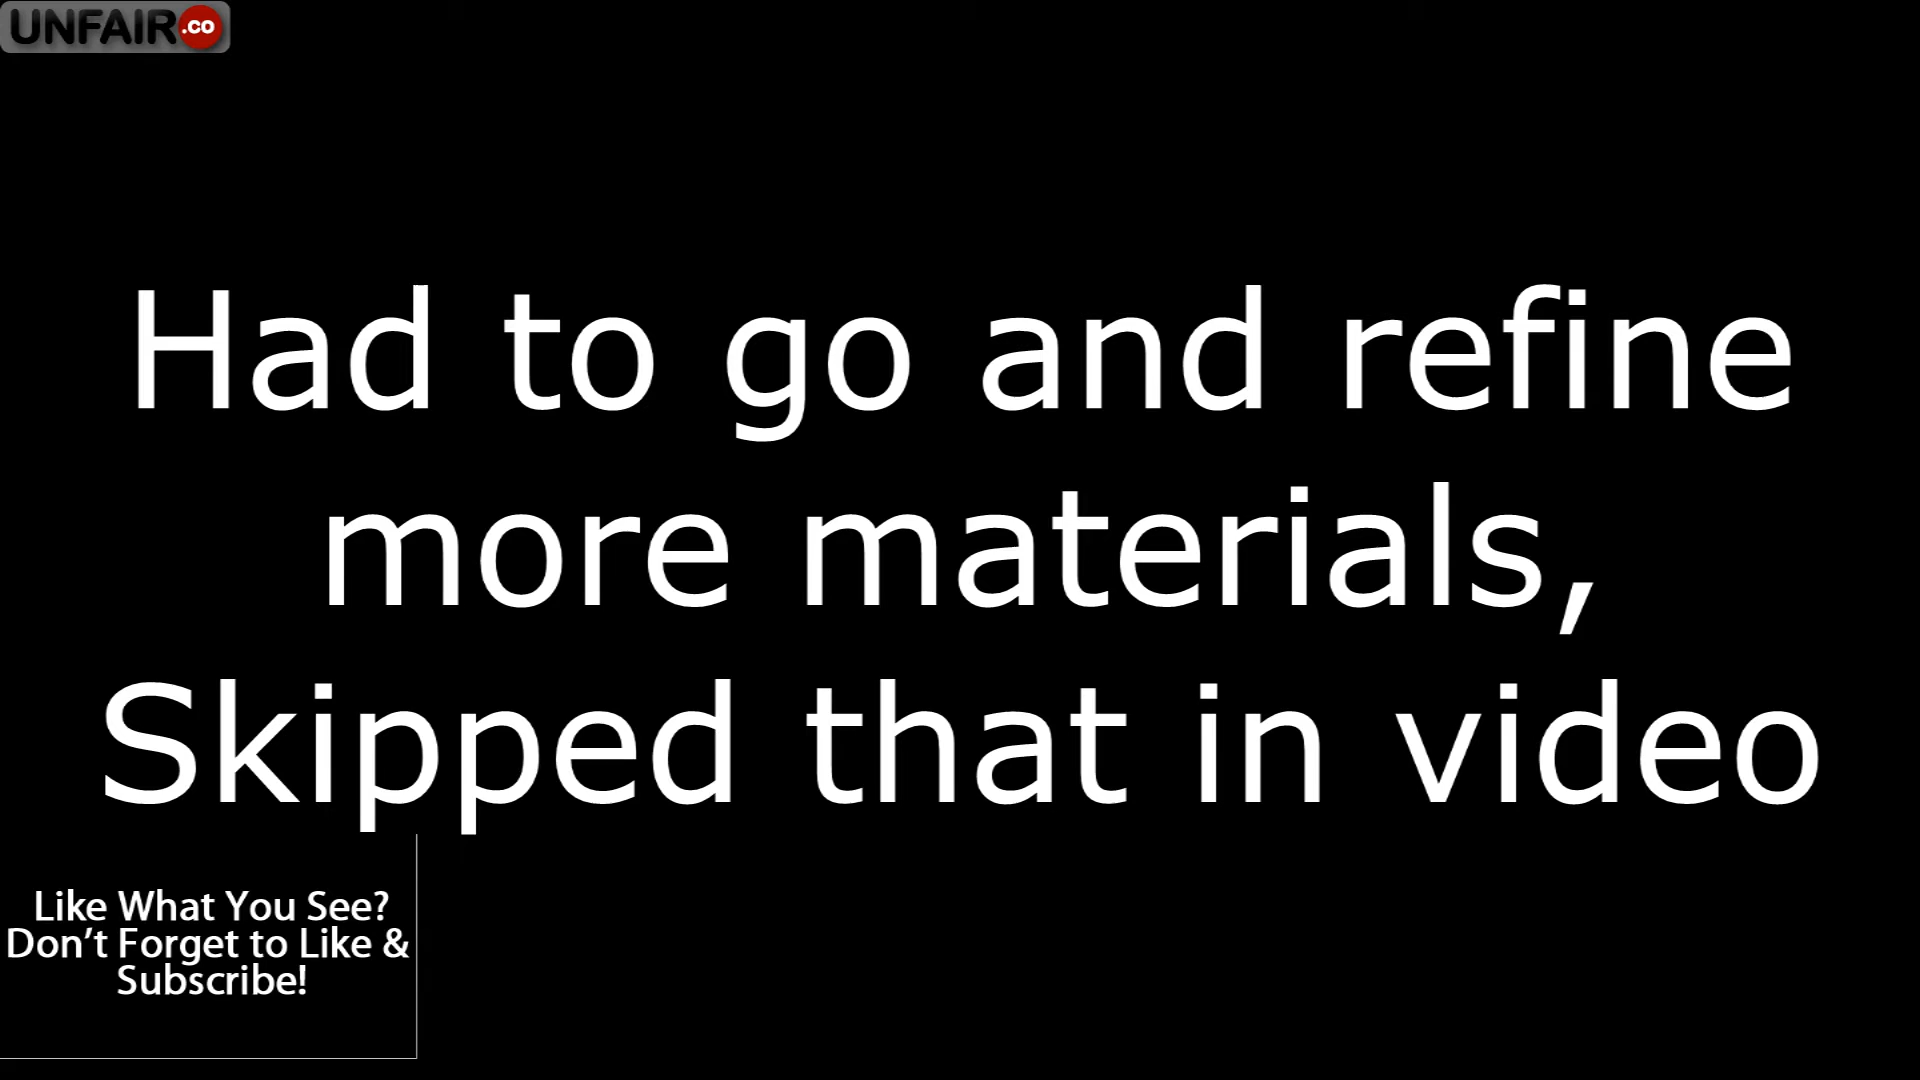 UNFAIR.co
Had to go and refine
more materials,
Skipped that in video
Like What You See?
Don't Forget to Like &
Subscribe!